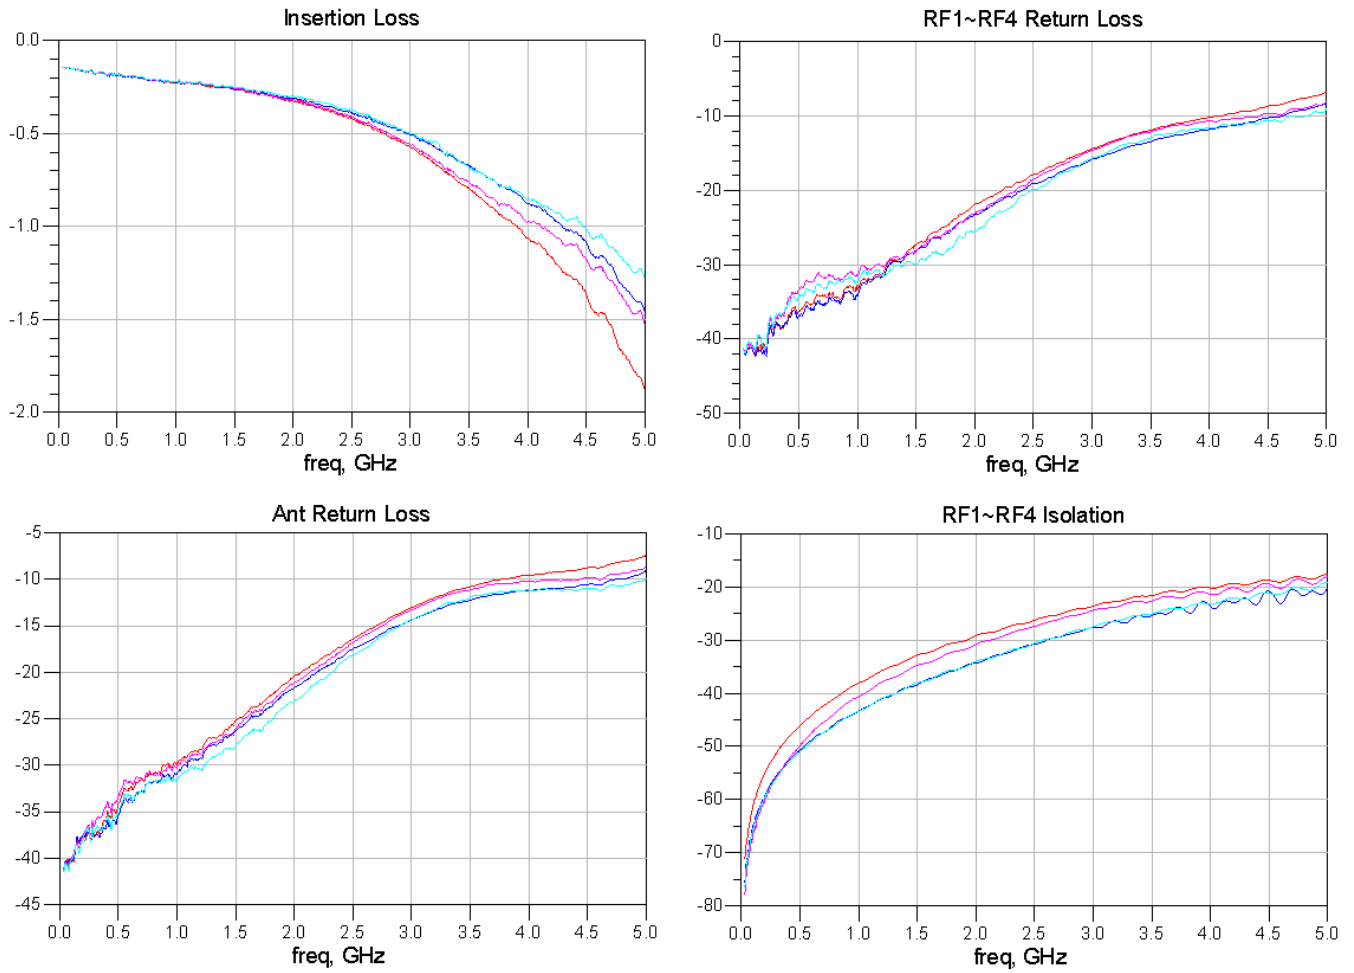 Insertion Loss
0.0
-0.5
-1.0
-1.5
-2.0
0.0 0.5 1.0 1.5 2.0 2.5 3.0 3.5 4.0 4.5 5.0
freq, GHz
RF1~RF4 Return Loss
0
-10
-20
-30
-40
-50
0.0 0.5 1.0 1.5 2.0 2.5 3.0 3.5 4.0 4.5 5.0
freq, GHz
Ant Return Loss
-5
-10
-15
-20
-25
-30
-35
-40
-45
0.0 0.5 1.0 1.5 2.0 2.5 3.0 3.5 4.0 4.5 5.0
freq, GHz
RF1~RF4 Isolation
-10
-20
-30
-40
-50
-60
-70
-80
0.0 0.5 1.0 1.5 2.0 2.5 3.0 3.5 4.0 4.5 5.0
freq, GHz